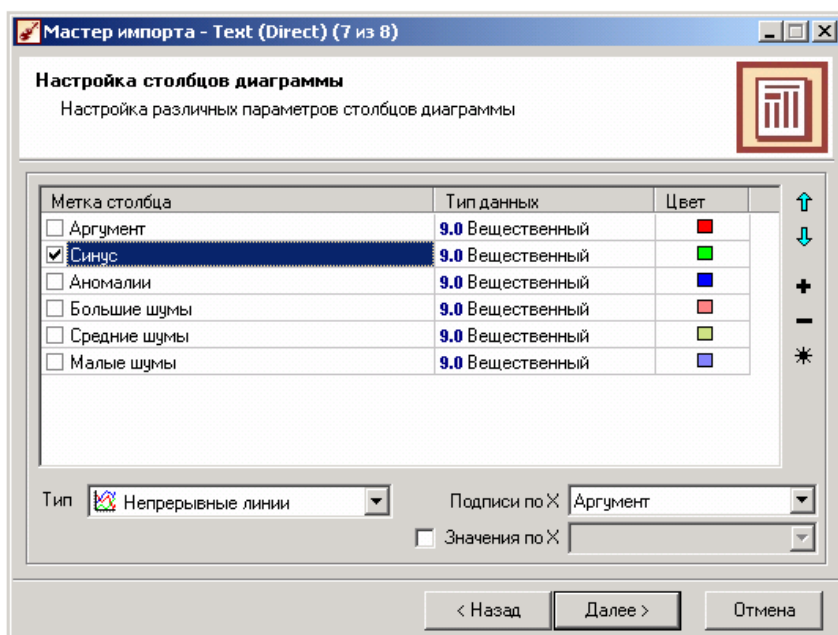 Мастер импорта - Text (Direct) (7 из 8)
Настройка столбцов диаграммы
Настройка различных параметров столбцов диаграммы
Метка столбца Тип данных Цвет
Аргумент 9.0 Вещественный
Синус 9.0 Вещественный
Аномалии 9.0 Вещественный
Большие шумы 9.0 Вещественный
Средние шумы 9.0 Вещественный
Малые шумы 9.0 Вещественный
Тип Непрерывные линии Подписи по X Аргумент
Значения по X
< Назад Далее > Отмена